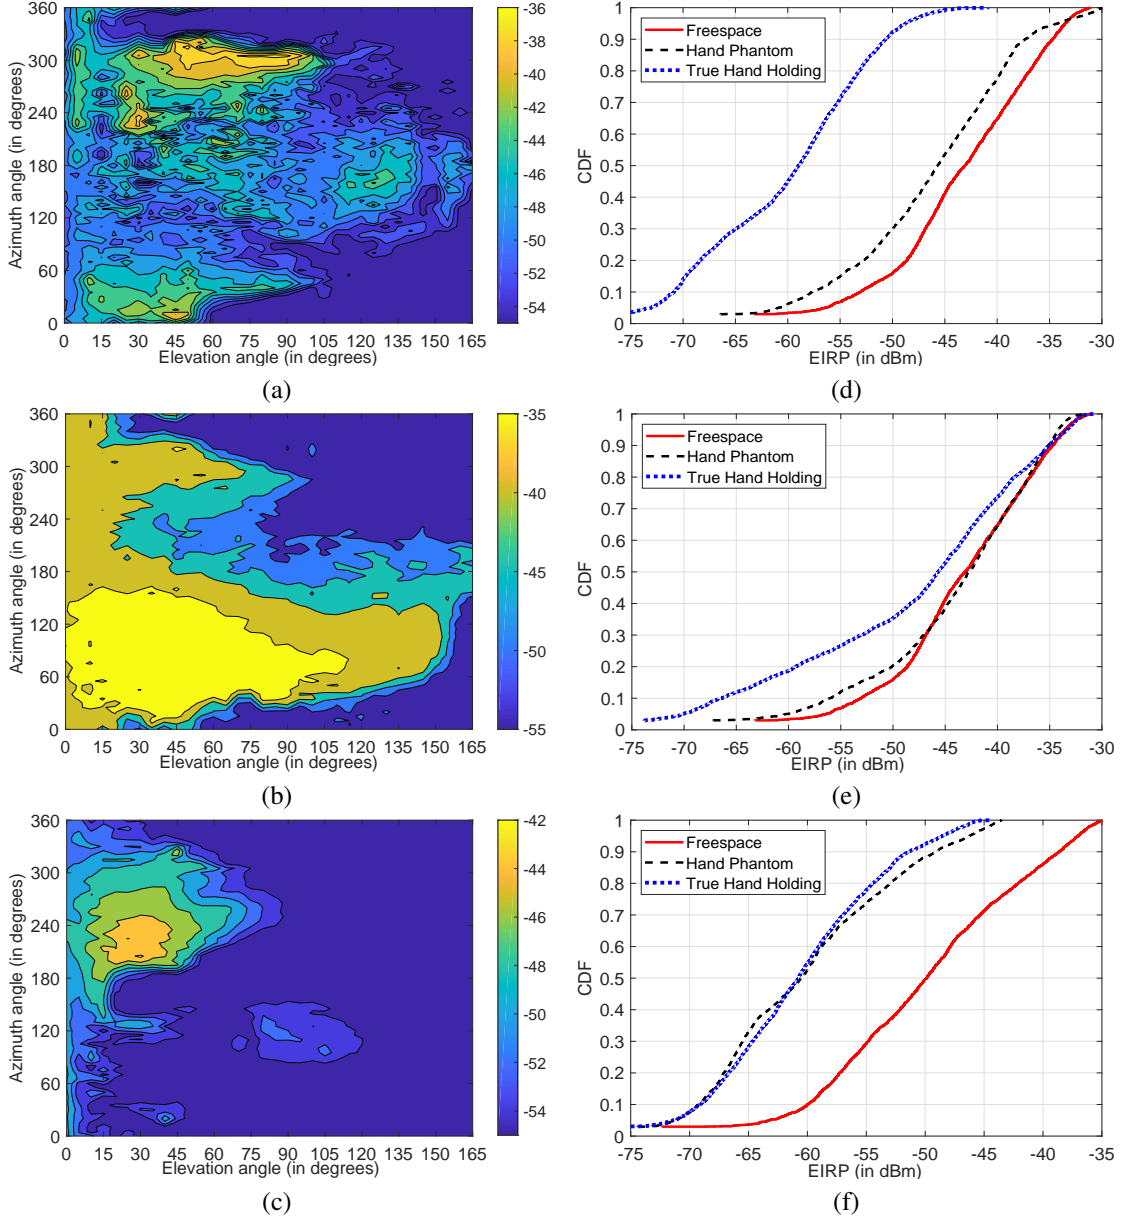 360
300
240
180
120
60
0
0 15 30 45 60 75 90 105 120 135 165
Azimuth angle (in degrees)
Elevation angle (in degrees)
-36
-38
-40
-42
-44
-46
-48
-50
-52
-54
(a)
1
0.9
0.8
0.7
0.6
0.5
0.4
0.3
0.2
0.1
0
-75 -70 -65 -60 -55 -50 -45 -40 -35 -30
CDF
EIRP (in dBm)
Freespace
Hand Phantom
True Hand Holding
(d)
360
300
240
180
120
60
0
0 15 30 45 60 75 90 105 120 135 165
Azimuth angle (in degrees)
Elevation angle (in degrees)
-35
-40
-45
-50
-55
(b)
1
0.9
0.8
0.7
0.6
0.5
0.4
0.3
0.2
0.1
0
-75 -70 -65 -60 -55 -50 -45 -40 -35 -30
CDF
EIRP (in dBm)
Freespace
Hand Phantom
True Hand Holding
(e)
360
300
240
180
120
60
0
0 15 30 45 60 75 90 105 120 135 165
Azimuth angle (in degrees)
Elevation angle (in degrees)
-42
-44
-46
-48
-50
-52
-54
(c)
1
0.9
0.8
0.7
0.6
0.5
0.4
0.3
0.2
0.1
0
-75 -70 -65 -60 -55 -50 -45 -40 -35
CDF
EIRP (in dBm)
Freespace
Hand Phantom
True Hand Holding
(f)